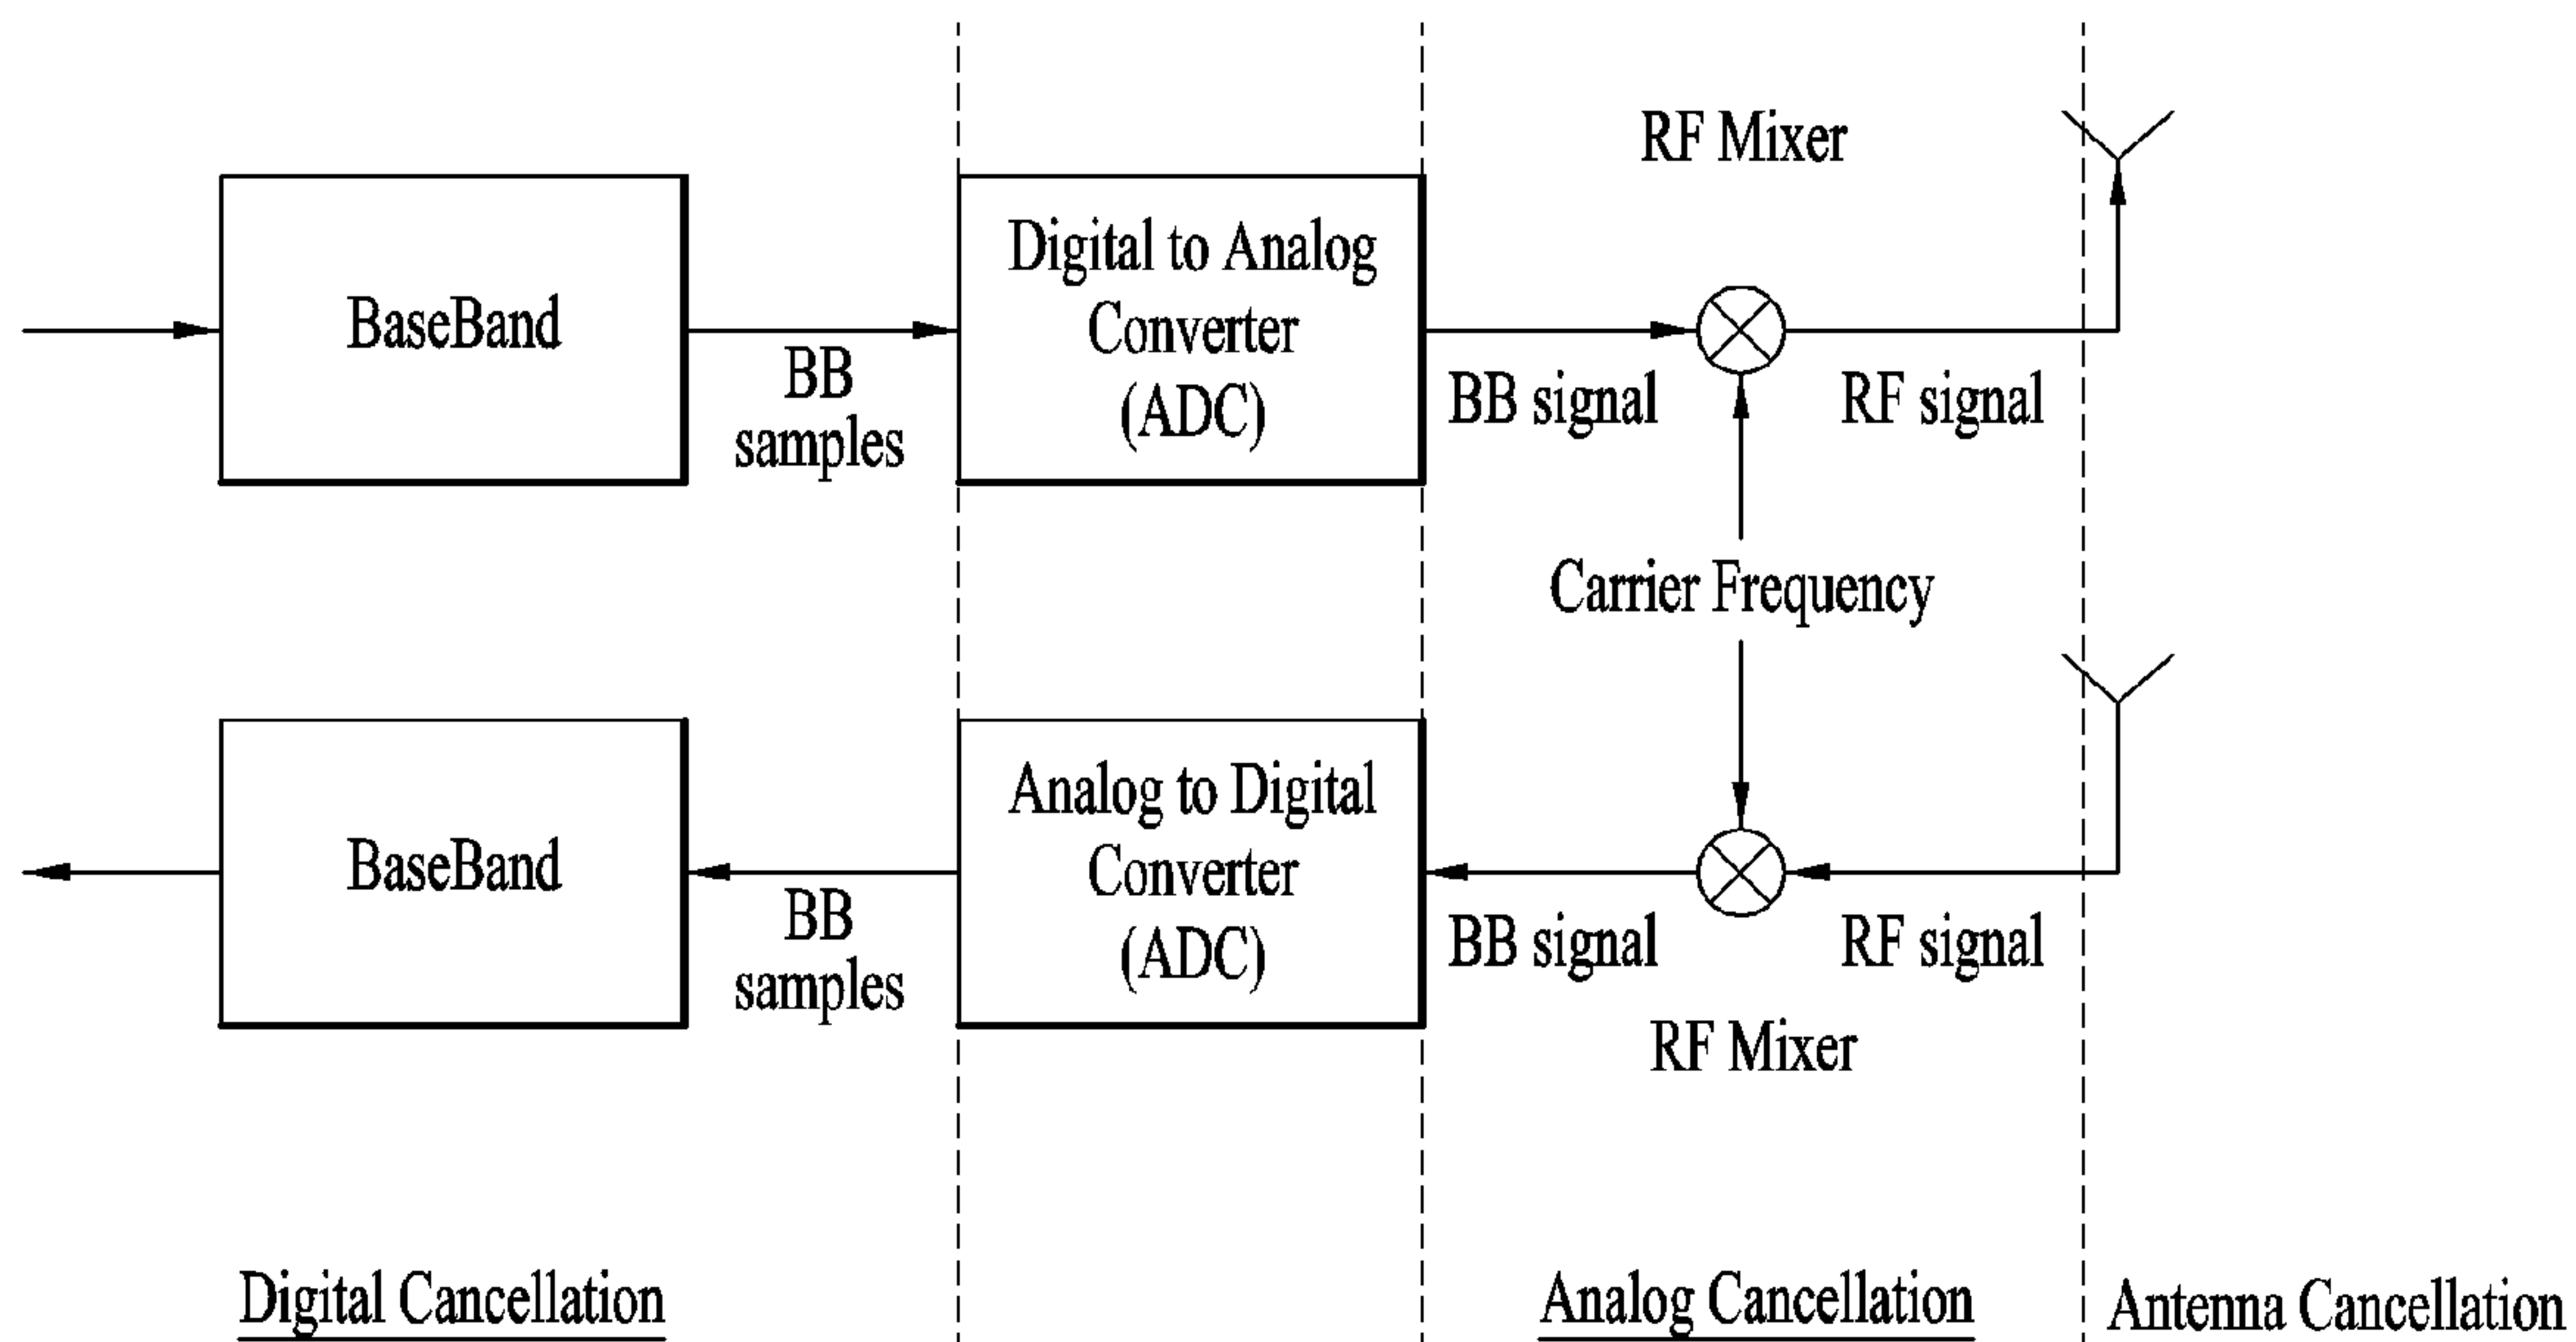 RF Mixer
BaseBand
BB
samples
Digital to Analog
Converter
(ADC)
BB signal
RF signal
Carrier Frequency
BaseBand
BB
samples
Analog to Digital
Converter
(ADC)
BB signal
RF signal
RF Mixer
Digital Cancellation
Analog Cancellation
Antenna Cancellation